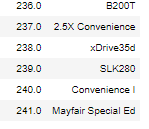 236.0 B200T
237.0 2.5X Convenience
238.0 xDrive35d
239.0 SLK280
240.0 Convenience I
241.0 Mayfair Special Ed